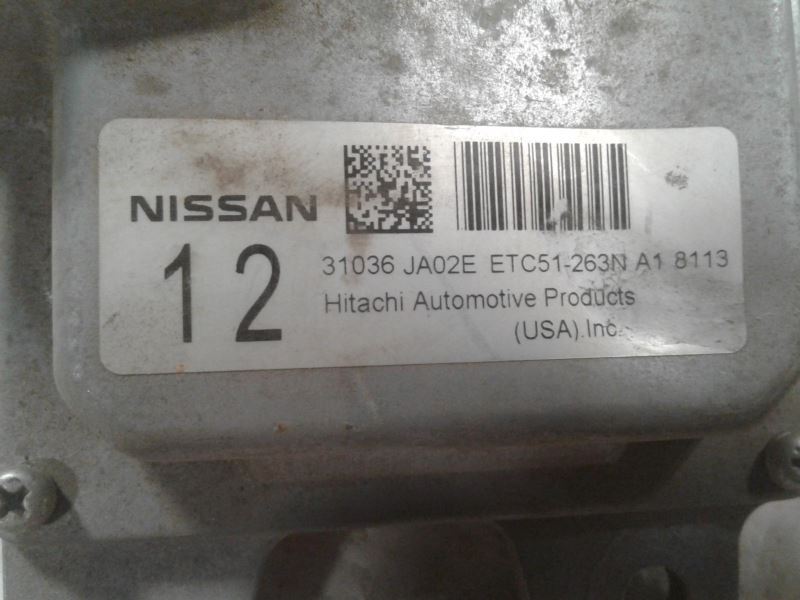 NISSAN
12
31036 JA02E ETC51-263N A1 8113
Hitachi Automotive Products
(USA).Inc.